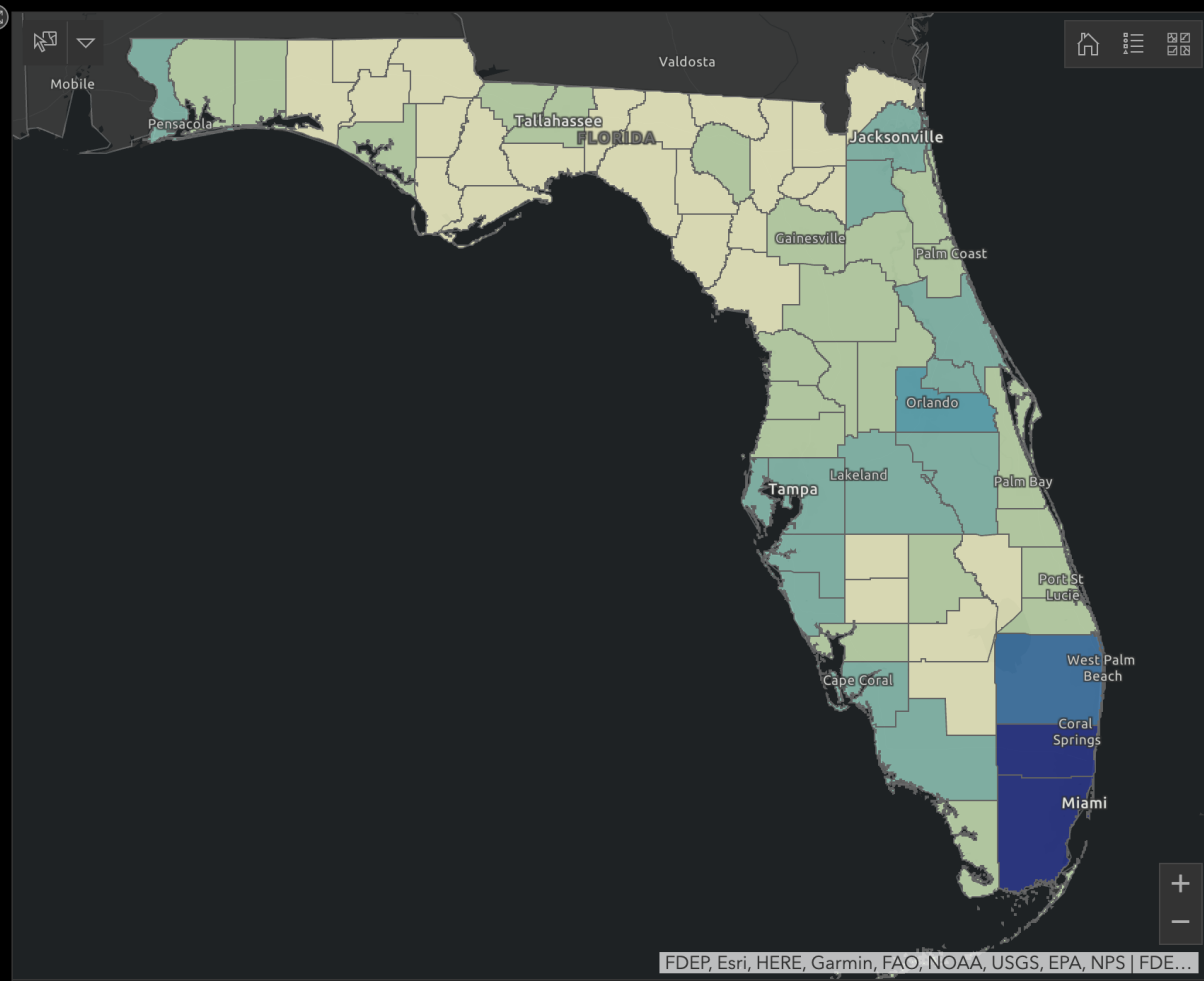 Valdosta
Mobile
Pensacola
Tallahassee
FLORIDA
Jacksonville
Gainesville
Palm Coast
Orlando
Lakeland
Tampa
Palm Bay
Port St
Lucie
West Palm
Beach
Cape Coral
Coral
Springs
Miami
+
−
FDEP, Esri, HERE, Garmin, FAO, NOAA, USGS, EPA, NPS | FDE...